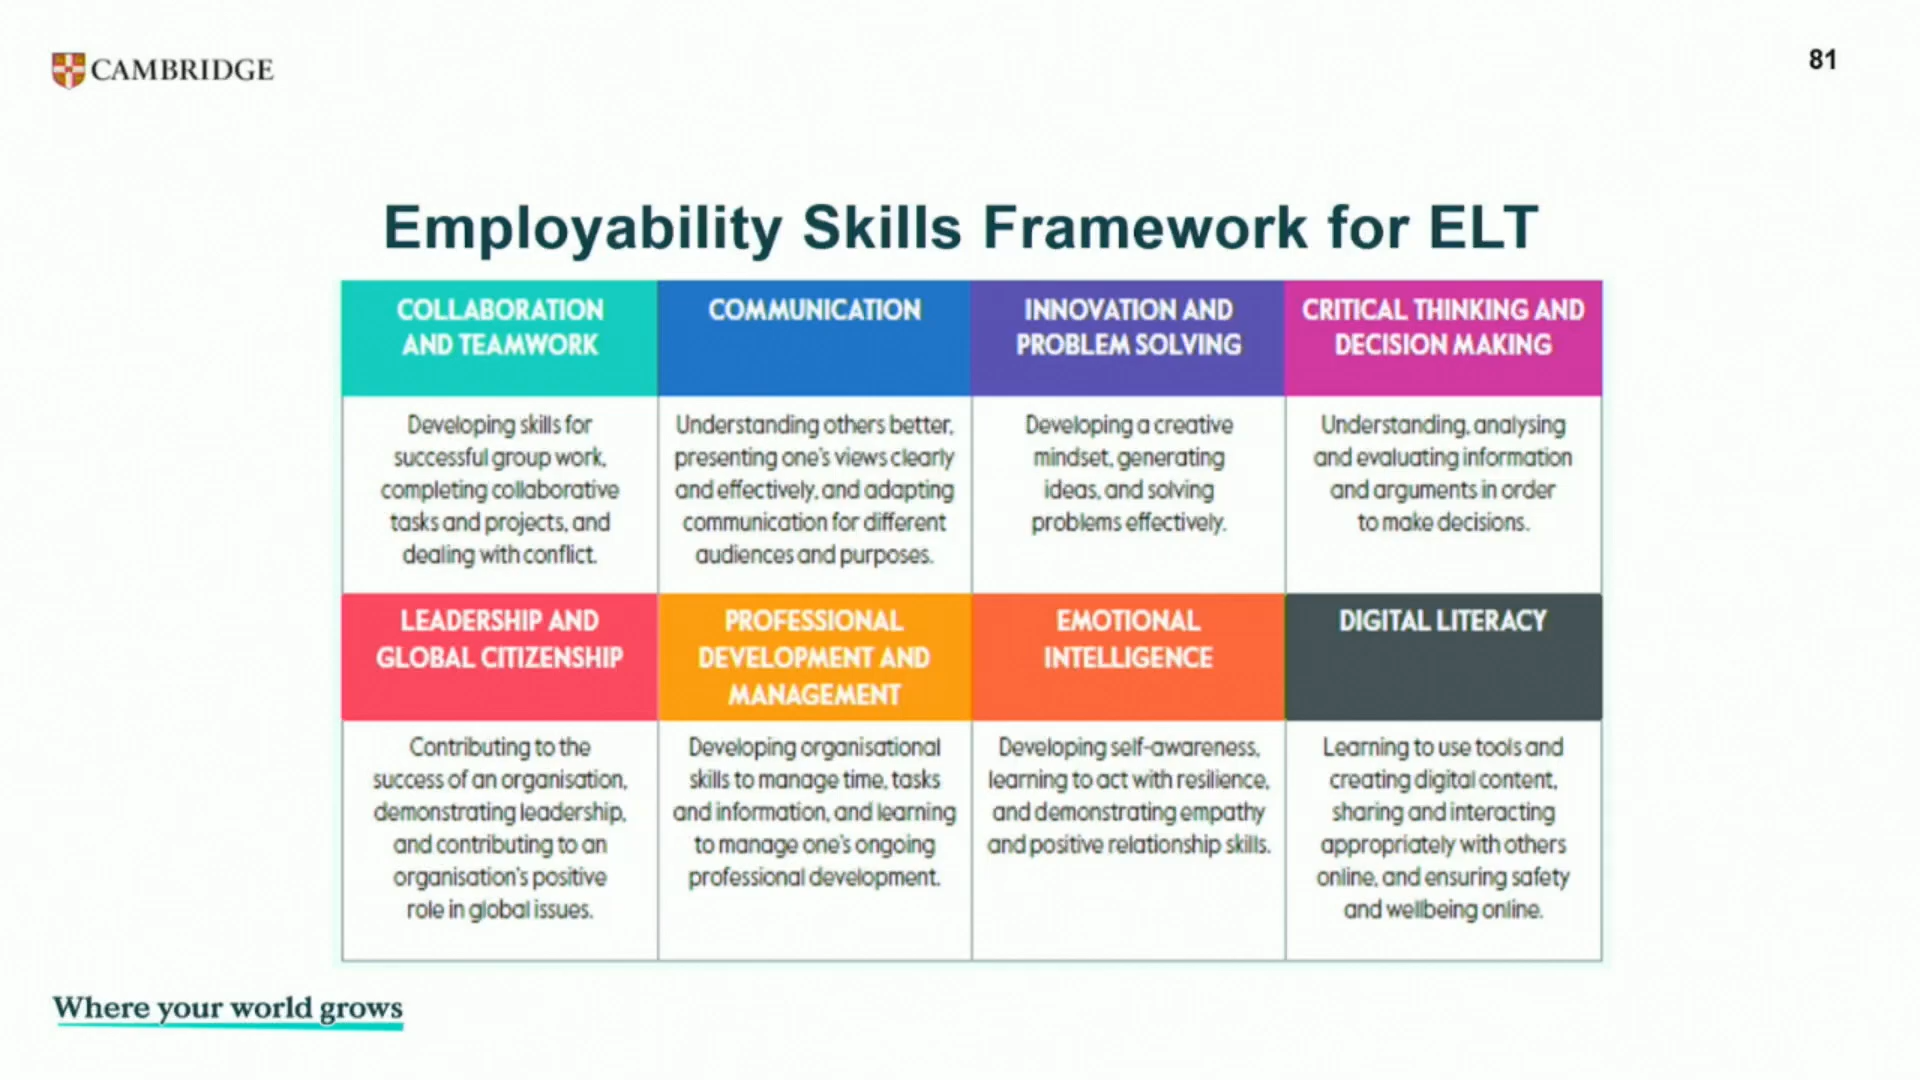 CAMBRIDGE
81
Employability Skills Framework for ELT
COLLABORATION
AND TEAMWORK
COMMUNICATION
INNOVATION AND
PROBLEM SOLVING
CRITICAL THINKING AND
DECISION MAKING
Developing skills for
successful group work,
completing collaborative
tasks and projects, and
dealing with conflict.
Understanding others better,
presenting one's views clearly
and effectively, and adapting
communication for different
audiences and purposes.
Developing a creative
mindset, generating
ideas, and solving
problems effectively.
Understanding, analysing
and evaluating information
and arguments in order
to make decisions.
LEADERSHIP AND
GLOBAL CITIZENSHIP
PROFESSIONAL
DEVELOPMENT AND
MANAGEMENT
EMOTIONAL
INTELLIGENCE
DIGITAL LITERACY
Contributing to the
success of an organisation,
demonstrating leadership,
and contributing to an
organisation's positive
role in global issues.
Developing organisational
skills to manage time, tasks
and information, and learning
to manage one's ongoing
professional development.
Developing self-awareness,
learning to act with resilience,
and demonstrating empathy
and positive relationship skills.
Learning to use tools and
creating digital content,
sharing and interacting
appropriately with others
online, and ensuring safety
and wellbeing online.
Where your world grows